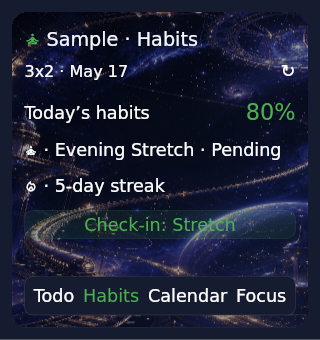 Sample · Habits
3x2 · May 17 ↻
Today’s habits 80%
· Evening Stretch · Pending
· 5-day streak
Check-in: Stretch
Todo Habits Calendar Focus